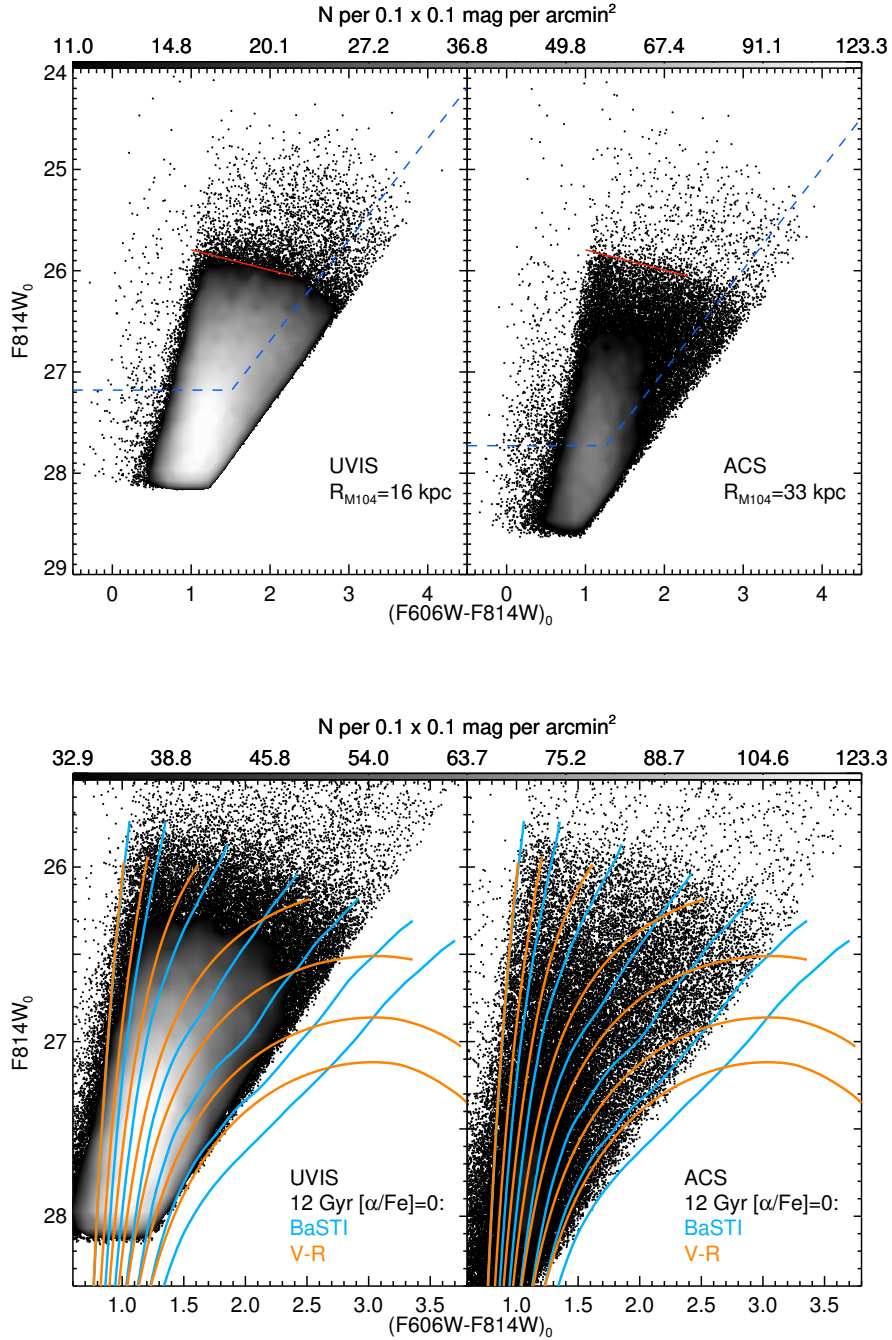 N per 0.1 x 0.1 mag per arcmin²
11.0 14.8 20.1 27.2 36.8 49.8 67.4 91.1 123.3
24
25
26
27
28
29
F814W₀
UVIS
R_M104=16 kpc
ACS
R_M104=33 kpc
0 1 2 3 4 0 1 2 3 4
(F606W-F814W)₀
N per 0.1 x 0.1 mag per arcmin²
32.9 38.8 45.8 54.0 63.7 75.2 88.7 104.6 123.3
26
27
28
F814W₀
UVIS
12 Gyr [α/Fe]=0:
BaSTI
V-R
ACS
12 Gyr [α/Fe]=0:
BaSTI
V-R
1.0 1.5 2.0 2.5 3.0 3.5 1.0 1.5 2.0 2.5 3.0 3.5
(F606W-F814W)₀